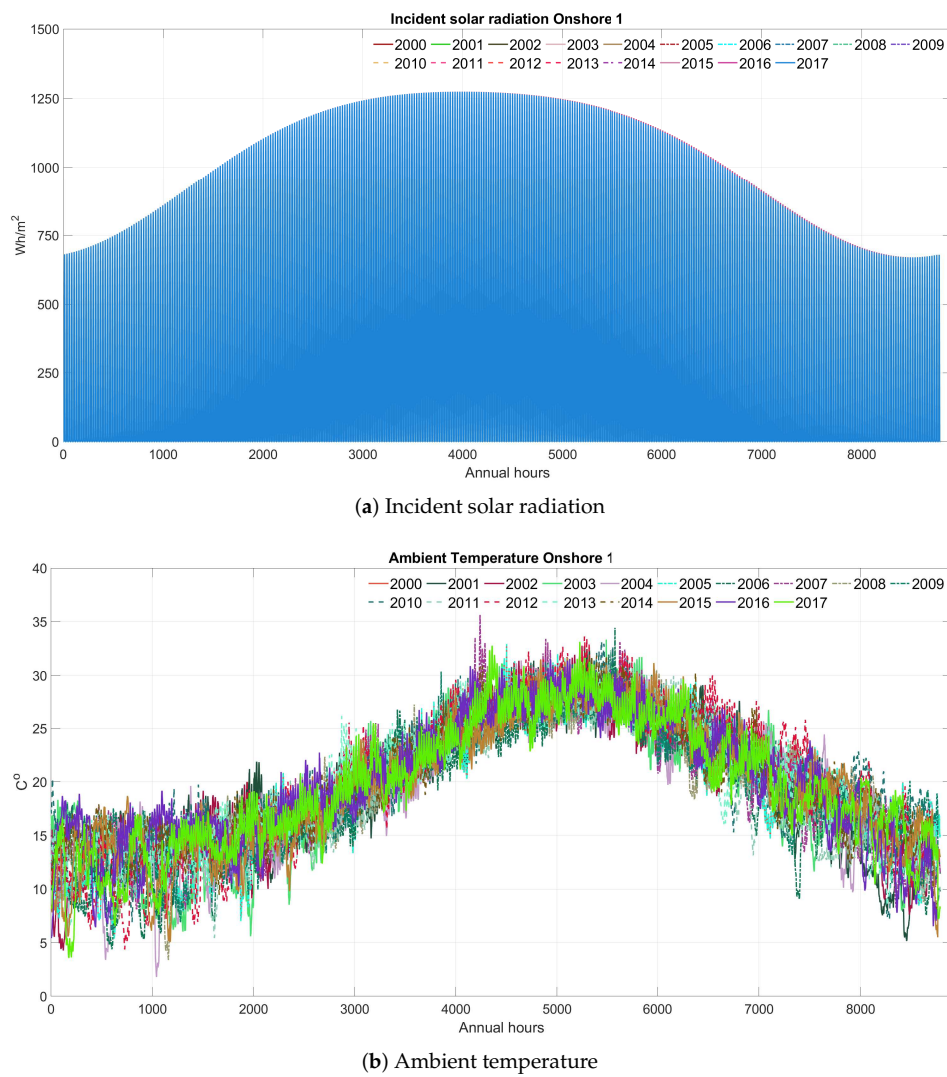 Incident solar radiation Onshore 1
1500
2000 2001 2002 2003 2004 2005 2006 2007 2008 2009
2010 2011 2012 2013 2014 2015 2016 2017
1250
1000
750
500
250
0
Wh/m²
0 1000 2000 3000 4000 5000 6000 7000 8000
Annual hours
(a) Incident solar radiation
Ambient Temperature Onshore 1
40
2000 2001 2002 2003 2004 2005 2006 2007 2008 2009
2010 2011 2012 2013 2014 2015 2016 2017
35
30
25
20
15
10
5
0
C°
0 1000 2000 3000 4000 5000 6000 7000 8000
Annual hours
(b) Ambient temperature